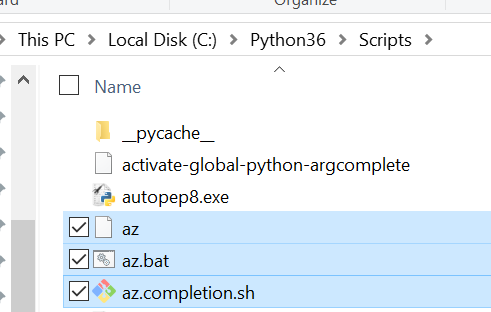 Organize
This PC > Local Disk (C:) > Python36 > Scripts >
Name
__pycache__
activate-global-python-argcomplete
autopep8.exe
az
az.bat
az.completion.sh